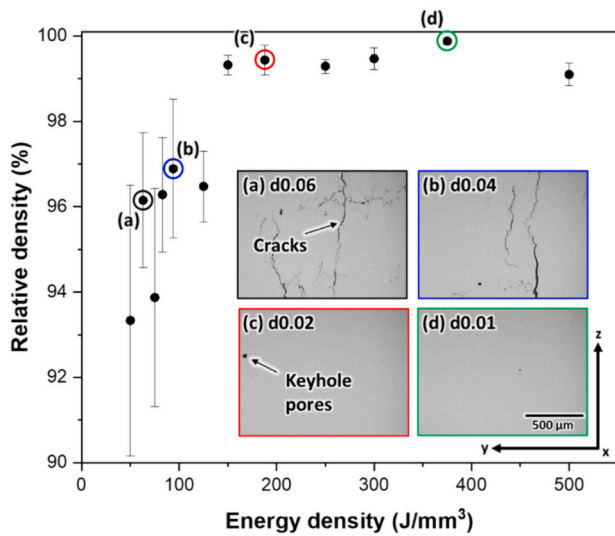 Relative density (%)
100
98
96
94
92
90
0
100
200
300
400
500
Energy density (J/mm³)
(a)
(b)
(c)
(d)
(a) d0.06
Cracks
(b) d0.04
(c) d0.02
Keyhole
pores
(d) d0.01
500 μm
z
y
x